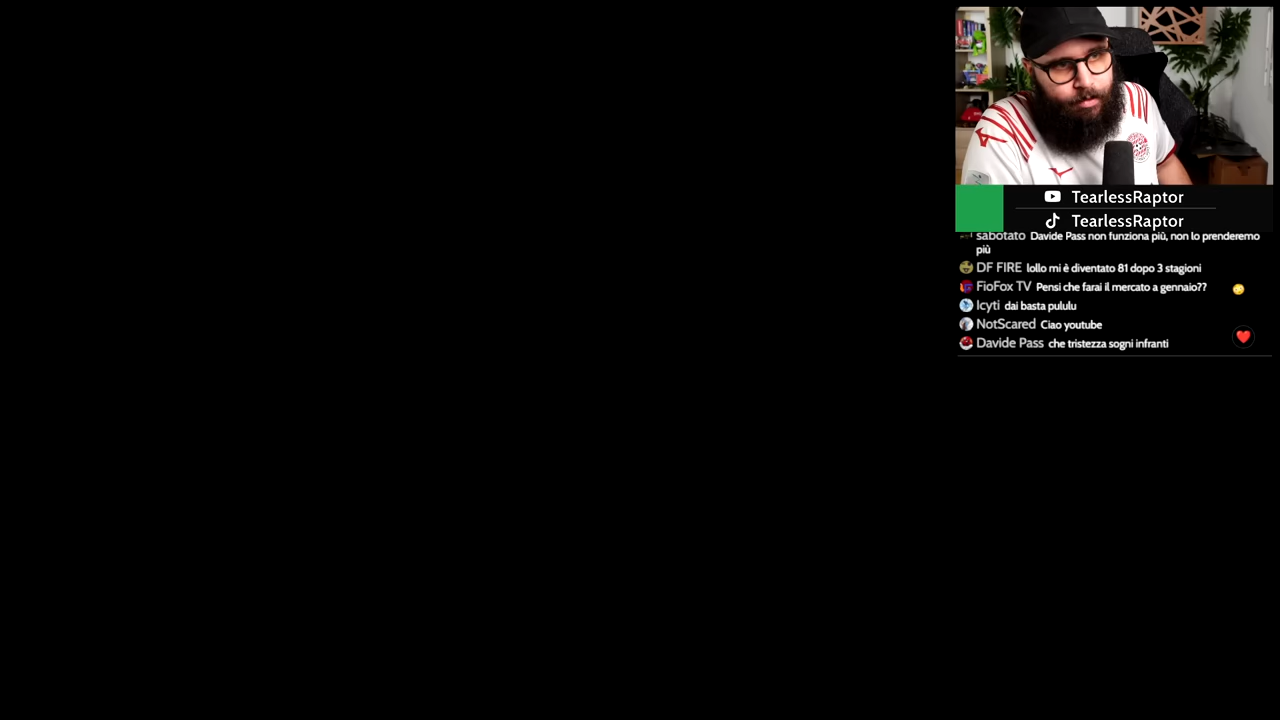 TearlessRaptor
TearlessRaptor
sabotato Davide Pass non funziona più, non lo prenderemo
più
DF FIRE lollo mi è diventato 81 dopo 3 stagioni
FioFox TV Pensi che farai il mercato a gennaio??
Icyti dai basta pululu
NotScared Ciao youtube
Davide Pass che tristezza sogni infranti